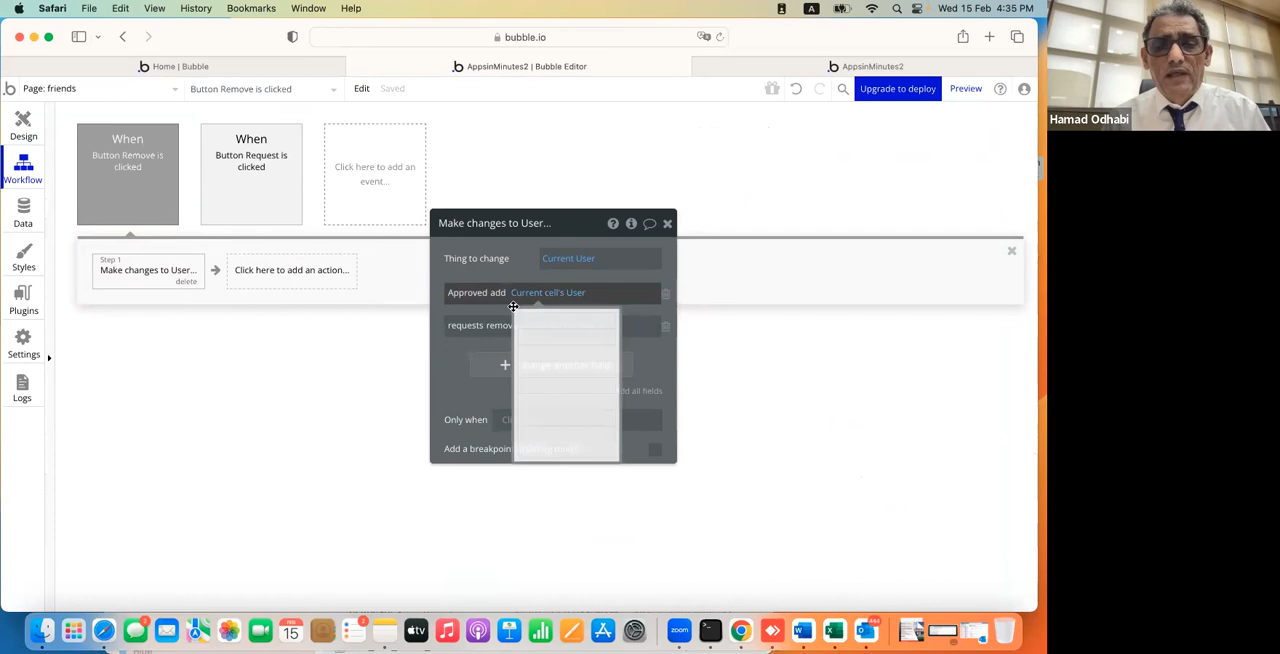 Safari File Edit View History Bookmarks Window Help
A Wed 15 Feb 4:35 PM
bubble.io
Home | Bubble
AppsinMinutes2 | Bubble Editor
AppsinMinutes2
Page: friends
Button Remove is clicked
Edit
Saved
Upgrade to deploy
Preview
Hamad Odhabi
Design
Workflow
Data
Styles
Plugins
Settings
Logs
When
Button Remove is
clicked
When
Button Request is
clicked
Click here to add an
event...
Step 1
Make changes to User...
delete
Click here to add an action...
Make changes to User...
Thing to change
Current User
Approved add Current cell's User
requests remov
Only when
Cli
Add a breakpoin
FEB
15
zoom